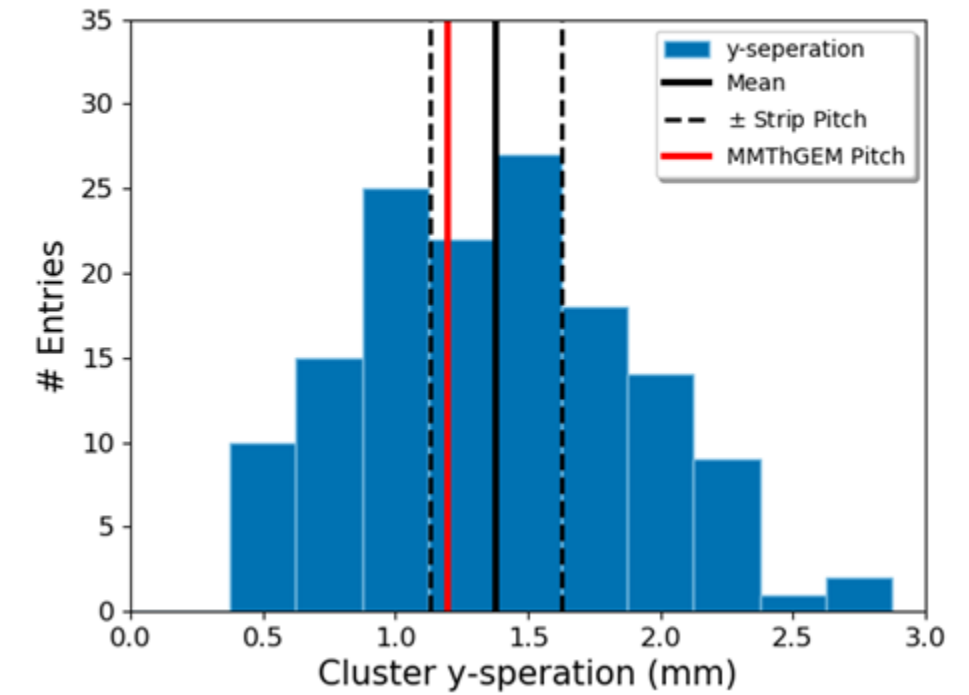 35
30
25
20
15
10
5
0
# Entries
y-seperation
Mean
± Strip Pitch
MMThGEM Pitch
0.0 0.5 1.0 1.5 2.0 2.5 3.0
Cluster y-speration (mm)